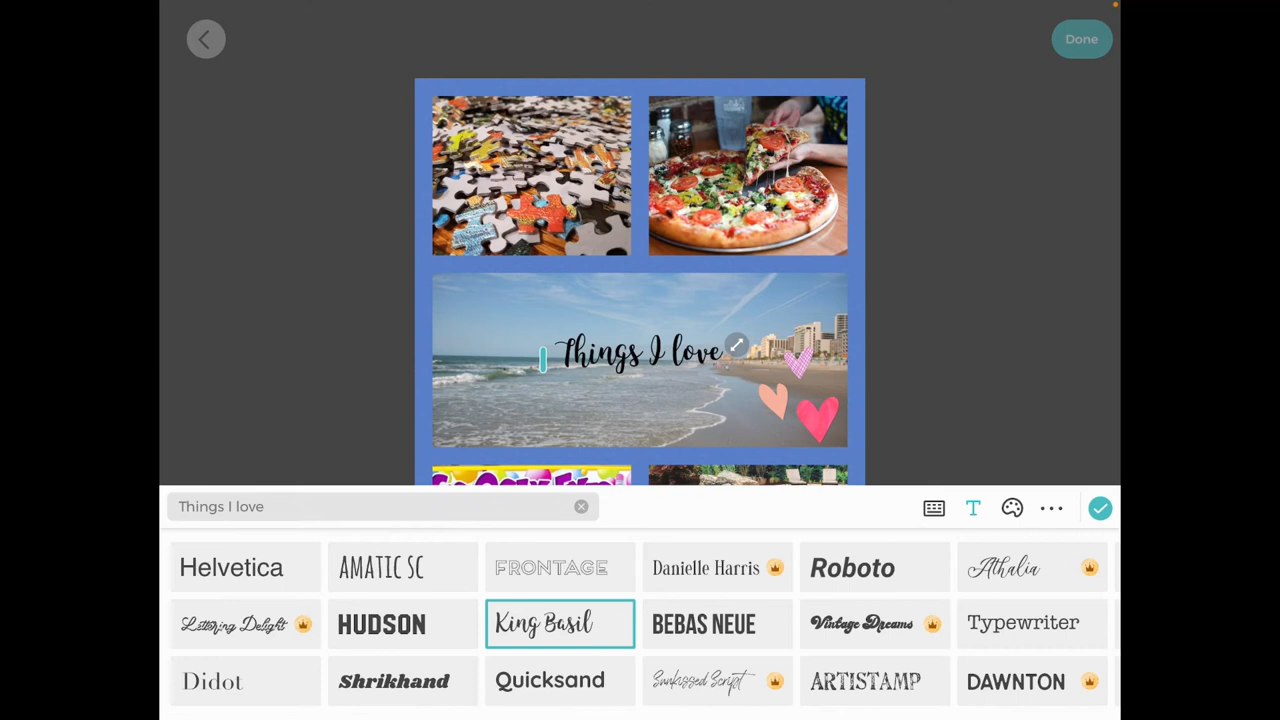 Done
Things I love
Things I love
T
Helvetica
AMATIC SC
FRONTAGE
Danielle Harris
Roboto
Athalia
Lettering Delight
HUDSON
King Basil
BEBAS NEUE
Vintage Dreams
Typewriter
Didot
Shrikhand
Quicksand
Sunkissed Script
ARTISTAMP
DAWNTON